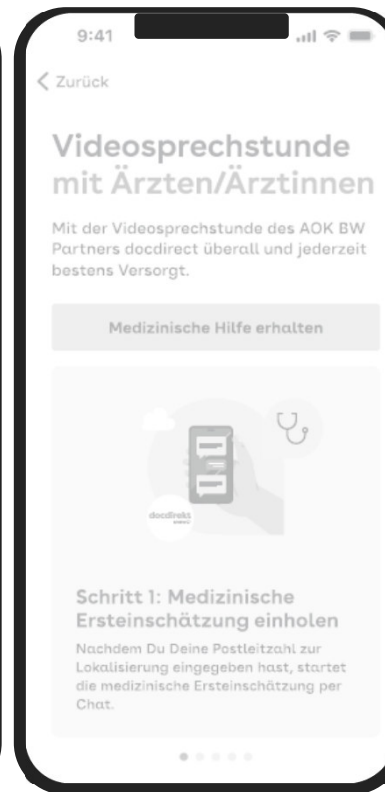 9:41
Zurück
Videosprechstunde
mit Ärzten/Ärztinnen
Mit der Videosprechstunde des AOK BW
Partners docdirect überall und jederzeit
bestens Versorgt.
Medizinische Hilfe erhalten
docdirekt
Schritt 1: Medizinische
Ersteinschätzung einholen
Nachdem Du Deine Postleitzahl zur
Lokalisierung eingegeben hast, startet
die medizinische Ersteinschätzung per
Chat.